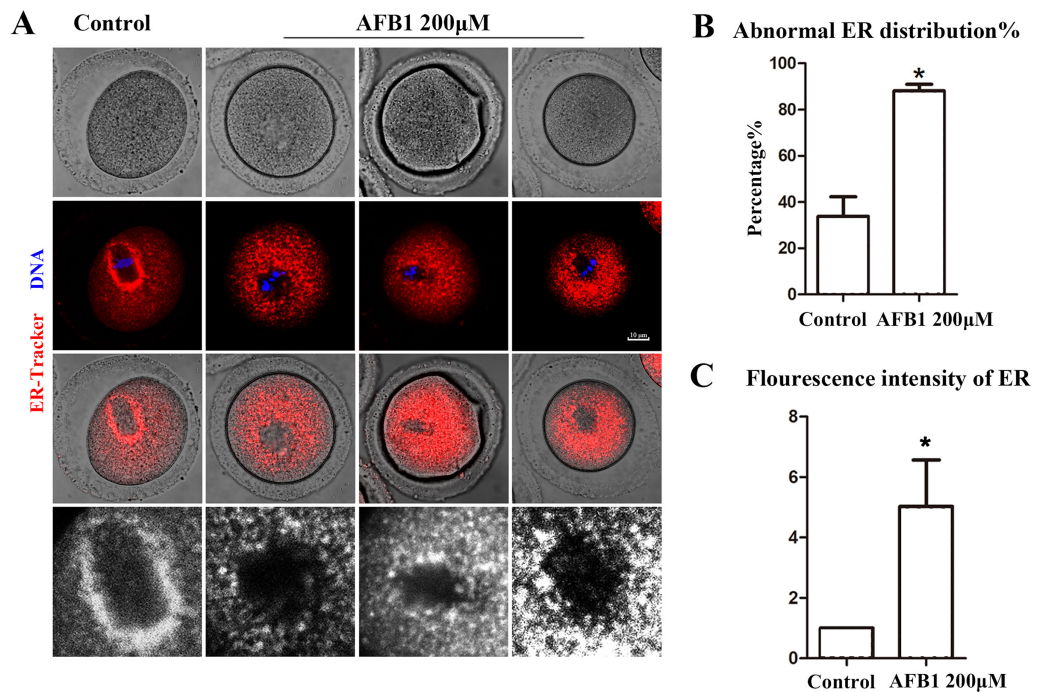 A
Control
AFB1 200μM
ER-Tracker DNA
10 μm
B
Abnormal ER distribution%
Percentage%
100
80
60
40
20
0
*
Control
AFB1 200μM
C
Flourescence intensity of ER
8
6
4
2
0
*
Control
AFB1 200μM